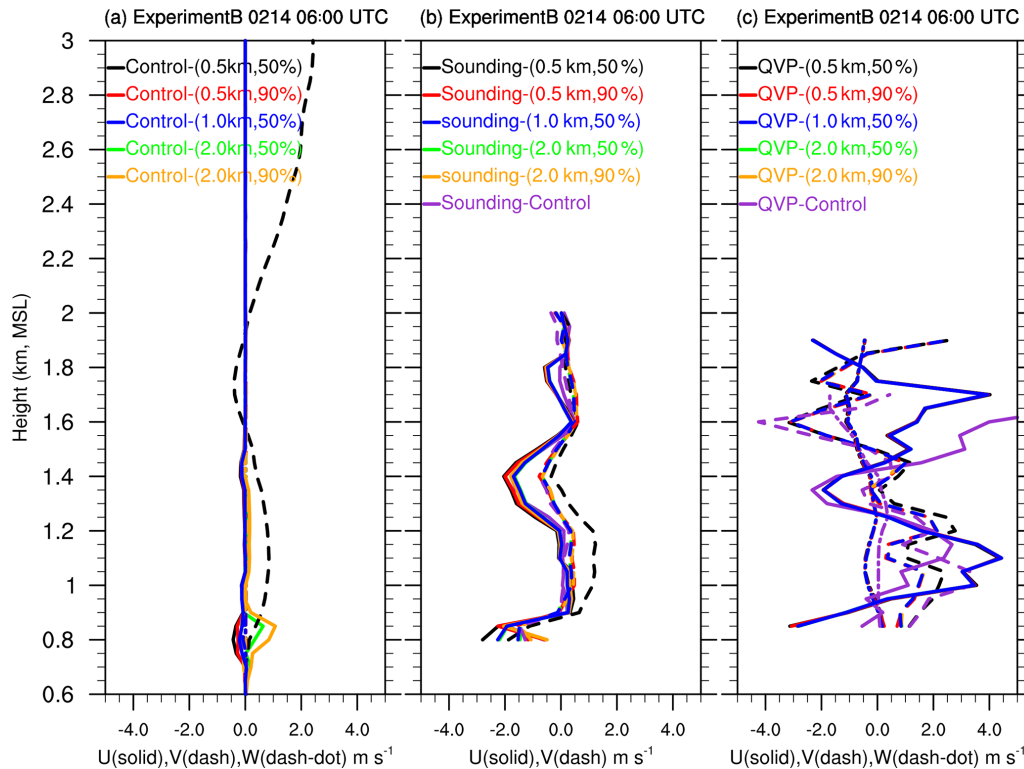 (a) ExperimentB 0214 06:00 UTC
(b) ExperimentB 0214 06:00 UTC
(c) ExperimentB 0214 06:00 UTC
Control-(0.5km,50%)
Control-(0.5km,90%)
Control-(1.0km,50%)
Control-(2.0km,50%)
Control-(2.0km,90%)
Sounding-(0.5 km,50 %)
Sounding-(0.5 km,90 %)
sounding-(1.0 km,50 %)
Sounding-(2.0 km,50 %)
sounding-(2.0 km,90 %)
Sounding-Control
QVP-(0.5 km,50 %)
QVP-(0.5 km,90 %)
QVP-(1.0 km,50 %)
QVP-(2.0 km,50 %)
QVP-(2.0 km,90 %)
QVP-Control
Height (km, MSL)
3
2.8
2.6
2.4
2.2
2
1.8
1.6
1.4
1.2
1
0.8
0.6
-4.0 -2.0 0.0 2.0 4.0
-4.0 -2.0 0.0 2.0 4.0
-4.0 -2.0 0.0 2.0 4.0
U(solid),V(dash),W(dash-dot) m s-1
U(solid),V(dash) m s-1
U(solid),V(dash),W(dash-dot) m s-1